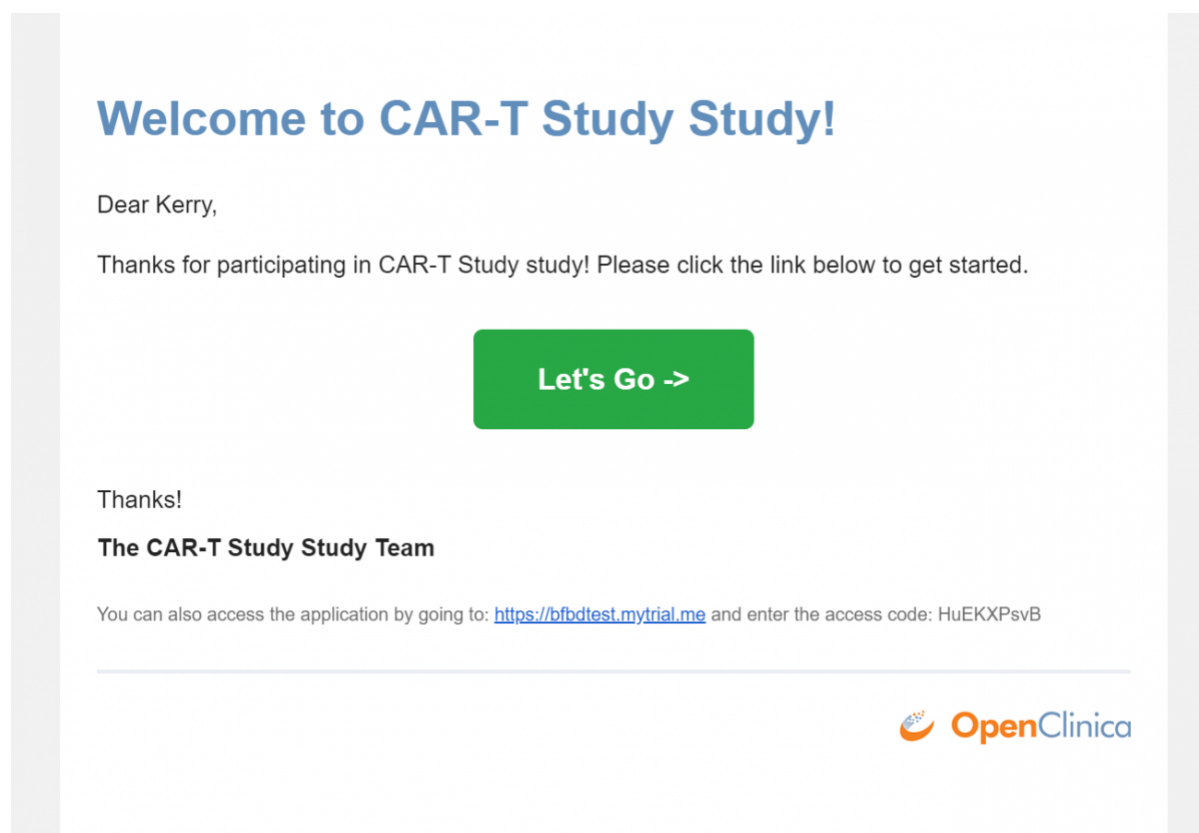 Welcome to CAR-T Study Study!
Dear Kerry,
Thanks for participating in CAR-T Study study! Please click the link below to get started.
Let's Go ->
Thanks!
The CAR-T Study Study Team
You can also access the application by going to: https://bfbdtest.mytrial.me and enter the access code: HuEKXPsvB
OpenClinica